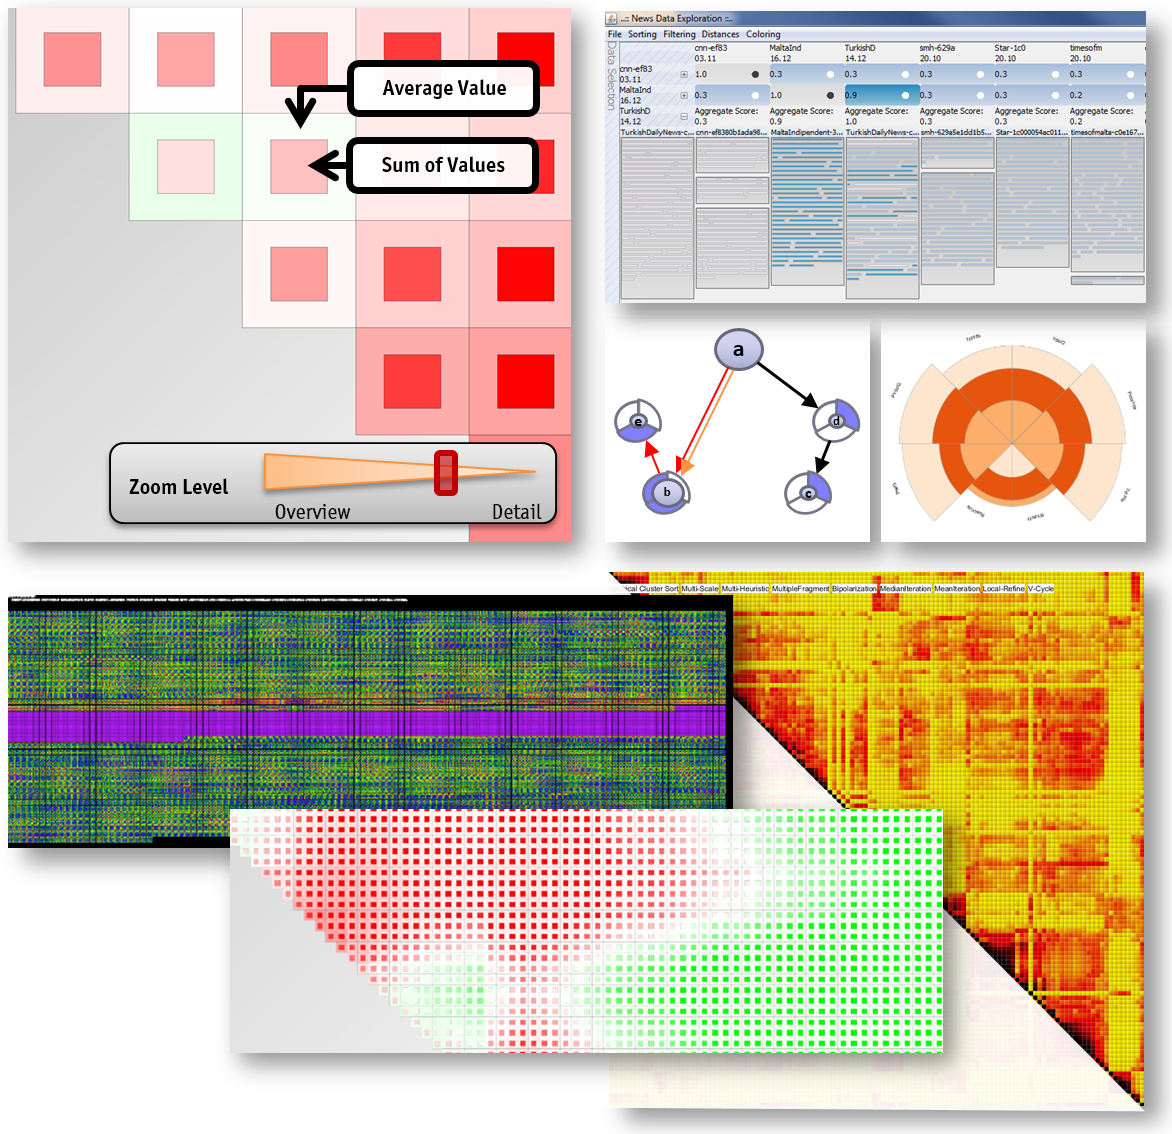 Average Value
Sum of Values
Zoom Level
Overview
Detail
..:: News Data Exploration ::..
File Sorting Filtering Distances Coloring
Data Selection
cnn-ef83 MaltaInd TurkishD smh-629a Star-1c0 timesofm
03.11 16.12 14.12 20.10 20.10 20.10
cnn-ef83
03.11
1.0 0.3 0.3 0.3 0.3 0.3
MaltaInd
16.12
0.3 1.0 0.9 0.3 0.3 0.2
TurkishD
14.12
Aggregate Score: Aggregate Score: Aggregate Score: Aggregate Score: Aggregate Score: Aggregate Score:
0.3 0.9 1.0 0.3 0.3 0.2
TurkishDailyNews-c... cnn-ef8380b1ada98... MaltaIndipendent-3... TurkishDailyNews-c... smh-629a5e1dd1b5... Star-1c000054ac011... timesofmalta-c0e167...
a
e
d
b
c
ical Cluster Sort Multi-Scale Multi-Heuristic MultipleFragment Bipolarization MedianIteration MeanIteration Local-Refine V-Cycle